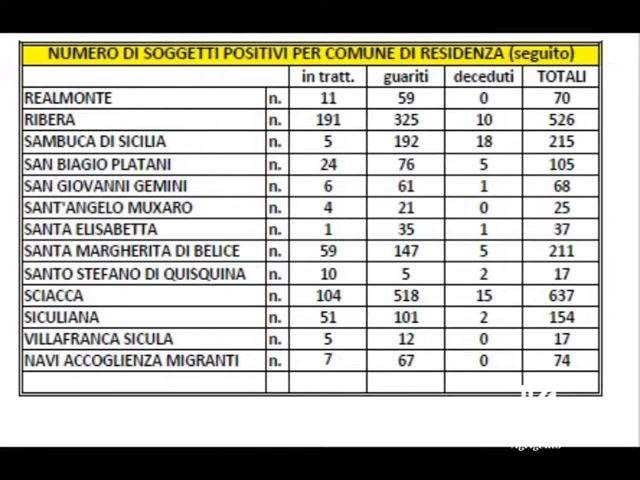 NUMERO DI SOGGETTI POSITIVI PER COMUNE DI RESIDENZA (seguito)
in tratt. guariti deceduti TOTALI
REALMONTE n. 11 59 0 70
RIBERA n. 191 325 10 526
SAMBUCA DI SICILIA n. 5 192 18 215
SAN BIAGIO PLATANI n. 24 76 5 105
SAN GIOVANNI GEMINI n. 6 61 1 68
SANT'ANGELO MUXARO n. 4 21 0 25
SANTA ELISABETTA n. 1 35 1 37
SANTA MARGHERITA DI BELICE n. 59 147 5 211
SANTO STEFANO DI QUISQUINA n. 10 5 2 17
SCIACCA n. 104 518 15 637
SICULIANA n. 51 101 2 154
VILLAFRANCA SICULA n. 5 12 0 17
NAVI ACCOGLIENZA MIGRANTI n. 7 67 0 74